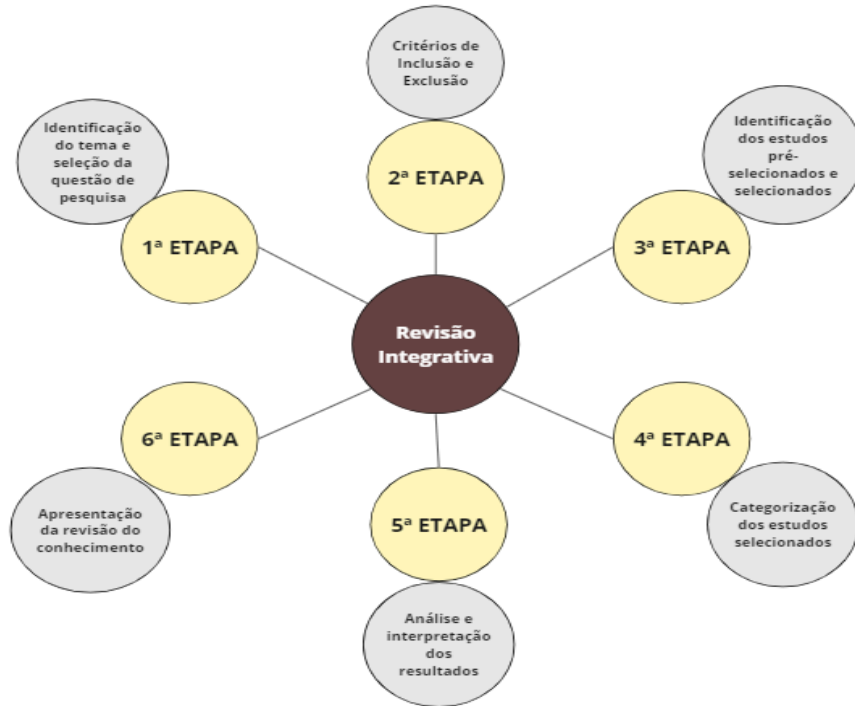 Identificação
do tema e
seleção da
questão de
pesquisa
1ª ETAPA
Critérios de
Inclusão e
Exclusão
2ª ETAPA
Identificação
dos estudos
pré-
selecionados e
selecionados
3ª ETAPA
Revisão
Integrativa
6ª ETAPA
Apresentação
da revisão do
conhecimento
5ª ETAPA
Análise e
interpretação
dos
resultados
4ª ETAPA
Categorização
dos estudos
selecionados